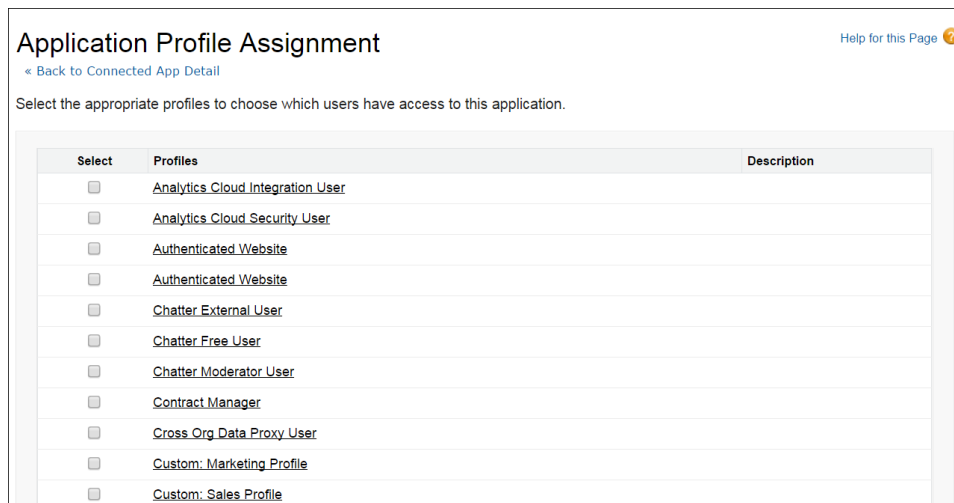 Application Profile Assignment
Help for this Page
« Back to Connected App Detail
Select the appropriate profiles to choose which users have access to this application.
Select Profiles Description
Analytics Cloud Integration User
Analytics Cloud Security User
Authenticated Website
Authenticated Website
Chatter External User
Chatter Free User
Chatter Moderator User
Contract Manager
Cross Org Data Proxy User
Custom: Marketing Profile
Custom: Sales Profile